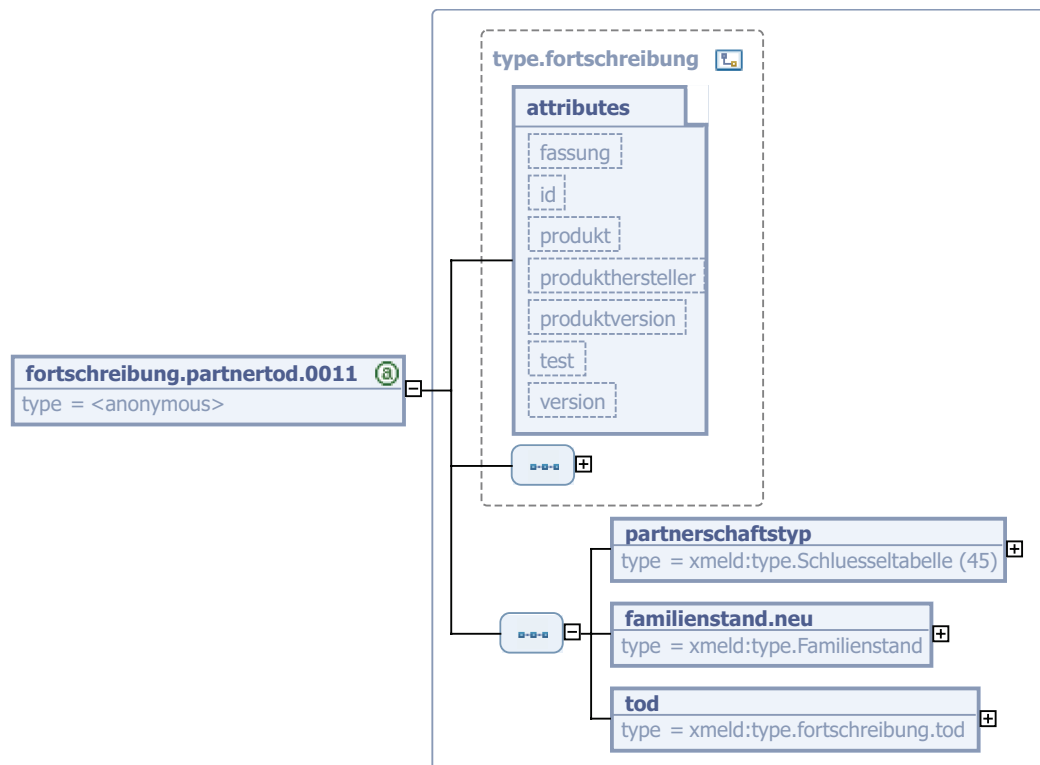 type.fortschreibung
attributes
fassung
id
produkt
produkthersteller
produktversion
test
version
fortschreibung.partnertod.0011 @
type = <anonymous>
partnerschaftstyp
type = xmeld:type.Schluesseltabelle (45)
familienstand.neu
type = xmeld:type.Familienstand
tod
type = xmeld:type.fortschreibung.tod